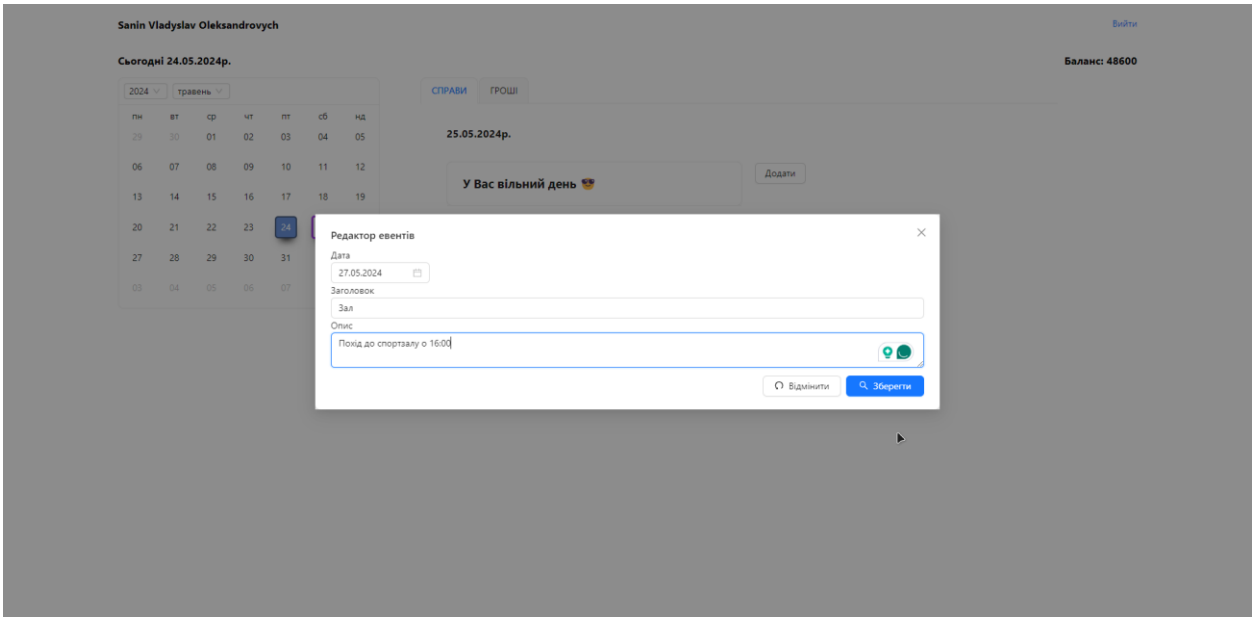 Sanin Vladyslav Oleksandrovych
Вийти
Сьогодні 24.05.2024р.
Баланс: 48600
2024 травень
СПРАВИ ГРОШІ
пн вт ср чт пт сб нд
29 30 01 02 03 04 05
25.05.2024р.
06 07 08 09 10 11 12
Додати
У Вас вільний день 😎
13 14 15 16 17 18 19
20 21 22 23 24
Редактор евентів
27 28 29 30 31
Дата
27.05.2024
03 04 05 06 07
Заголовок
Зал
Опис
Похід до спортзалу о 16:00
Відмінити Зберегти